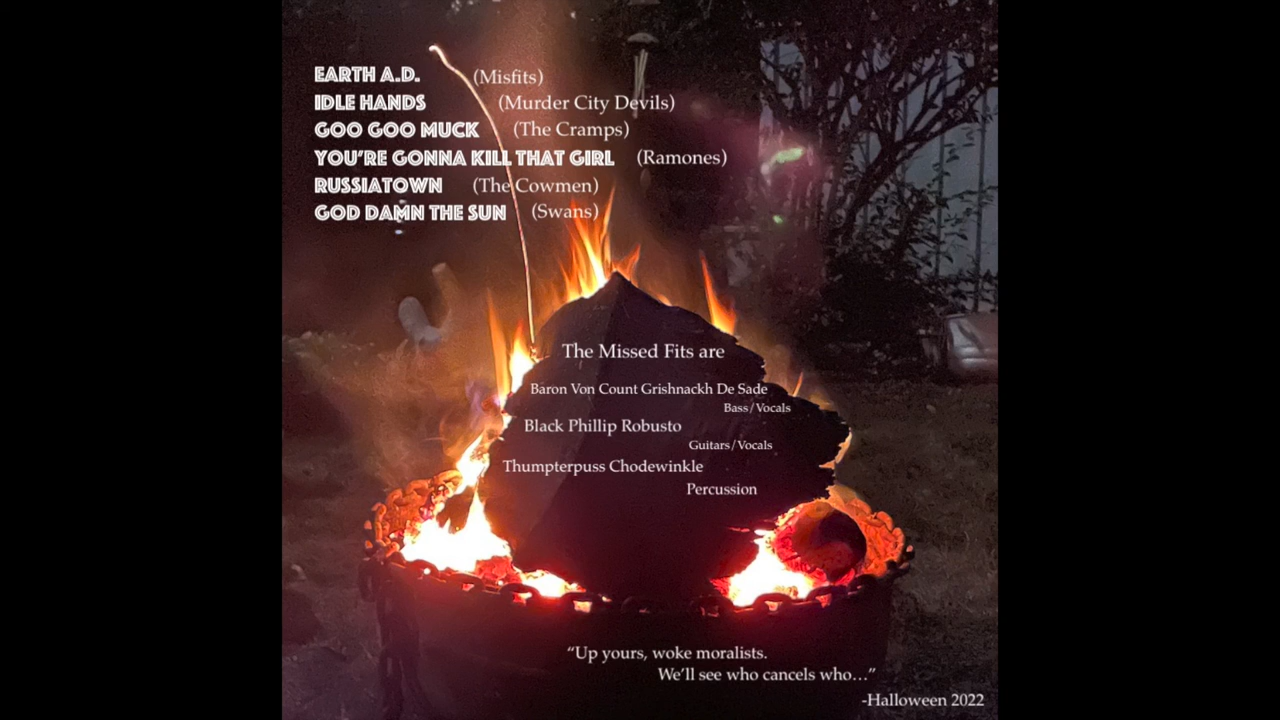 EARTH A.D. (Misfits)
IDLE HANDS (Murder City Devils)
GOO GOO MUCK (The Cramps)
YOU'RE GONNA KILL THAT GIRL (Ramones)
RUSSIATOWN (The Cowmen)
GOD DAMN THE SUN (Swans)
The Missed Fits are
Baron Von Count Grishnackh De Sade
Bass/Vocals
Black Phillip Robusto
Guitars/Vocals
Thumpterpuss Chodewinkle
Percussion
“Up yours, woke moralists.
We'll see who cancels who...”
-Halloween 2022